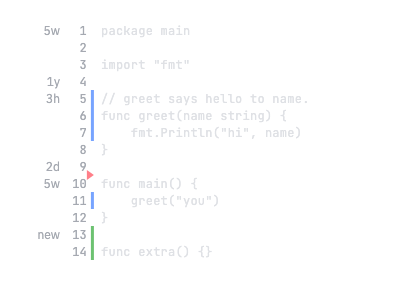 5w 1 package main
2
3 import "fmt"
1y 4
3h 5 // greet says hello to name.
6 func greet(name string) {
7     fmt.Println("hi", name)
8 }
2d 9
5w 10 func main() {
11     greet("you")
12 }
new 13
14 func extra() {}